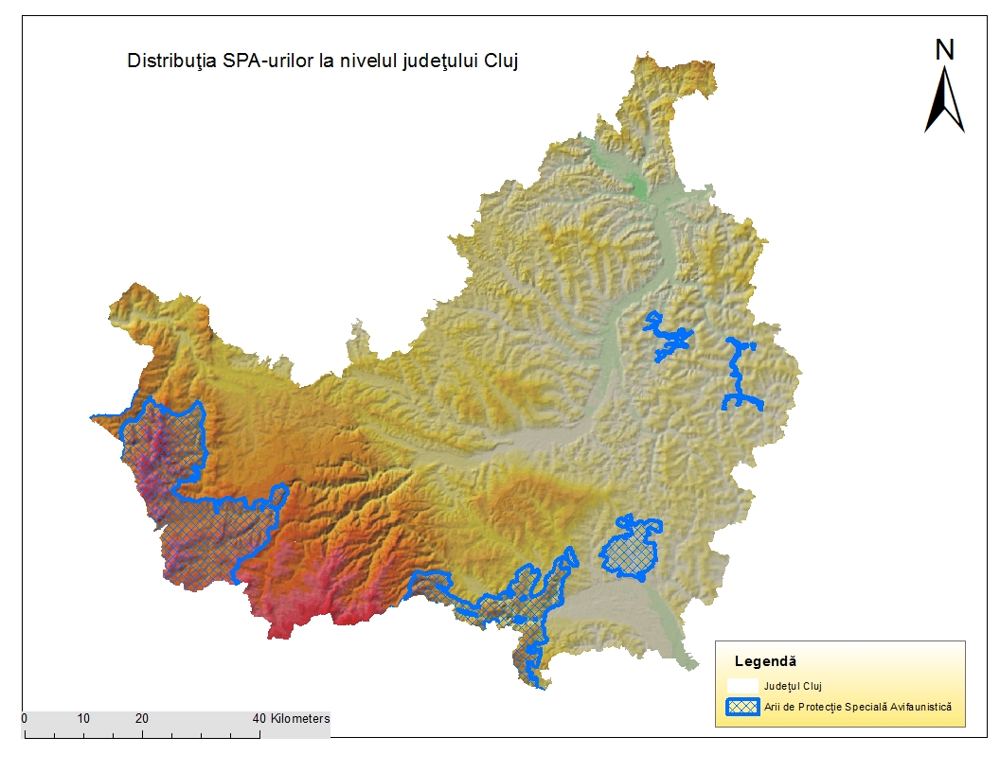 Distribuţia SPA-urilor la nivelul judeţului Cluj
N
Legendă
Judeţul Cluj
Arii de Protecţie Specială Avifaunistică
0 10 20 40 Kilometers